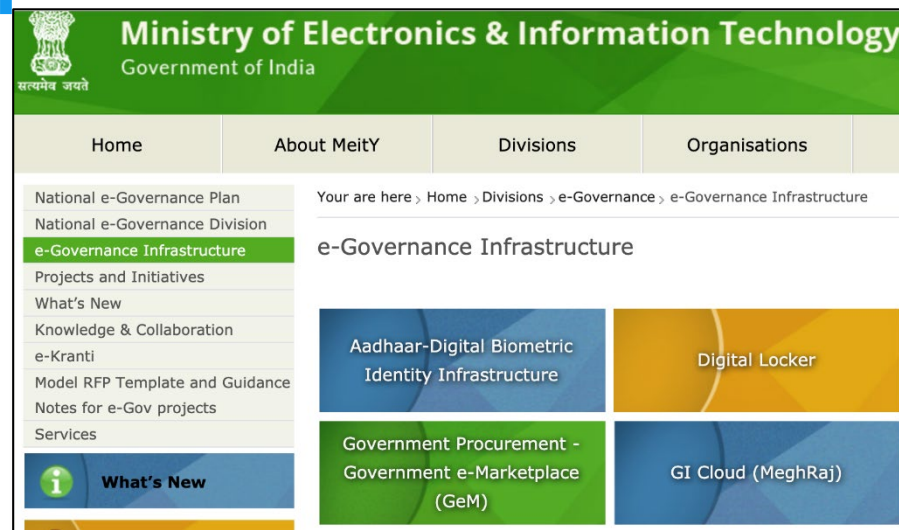 Ministry of Electronics & Information Technology
Government of India
सत्यमेव जयते
Home
About MeitY
Divisions
Organisations
National e-Governance Plan
National e-Governance Division
e-Governance Infrastructure
Projects and Initiatives
What's New
Knowledge & Collaboration
e-Kranti
Model RFP Template and Guidance
Notes for e-Gov projects
Services
What's New
Your are here › Home › Divisions › e-Governance › e-Governance Infrastructure
e-Governance Infrastructure
Aadhaar-Digital Biometric
Identity Infrastructure
Digital Locker
Government Procurement -
Government e-Marketplace
(GeM)
GI Cloud (MeghRaj)